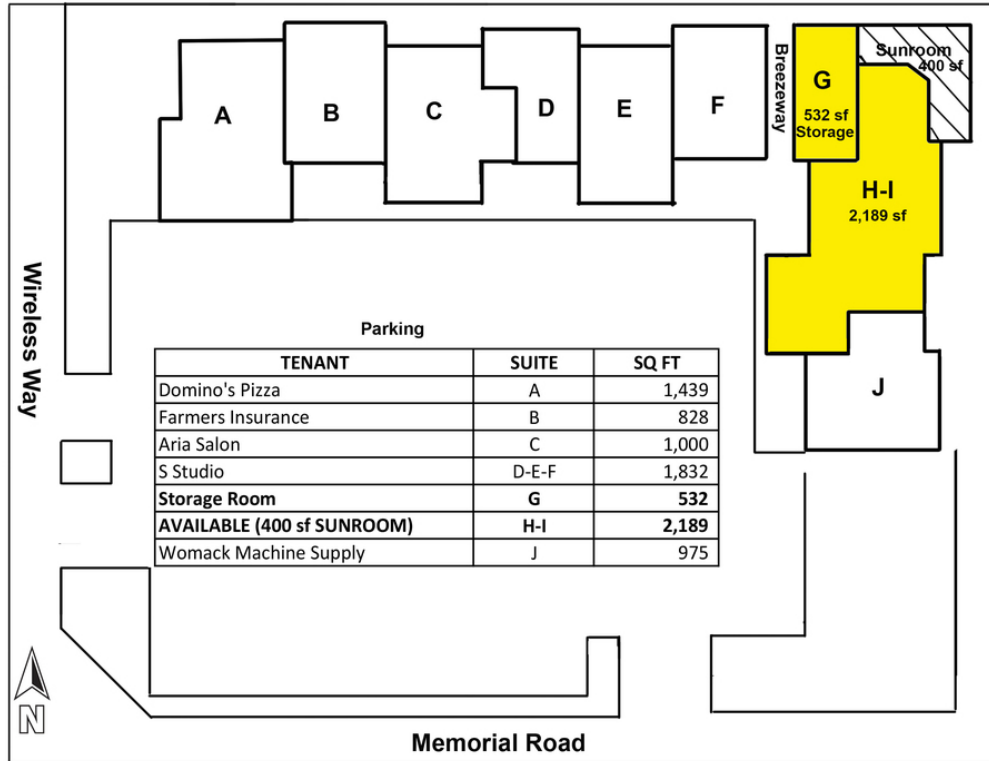 A
B
C
D
E
F
Breezeway
G
532 sf
Storage
Sunroom
400 sf
H-I
2,189 sf
J
Wireless Way
Parking
TENANT SUITE SQ FT
Domino's Pizza A 1,439
Farmers Insurance B 828
Aria Salon C 1,000
S Studio D-E-F 1,832
Storage Room G 532
AVAILABLE (400 sf SUNROOM) H-I 2,189
Womack Machine Supply J 975
N
Memorial Road